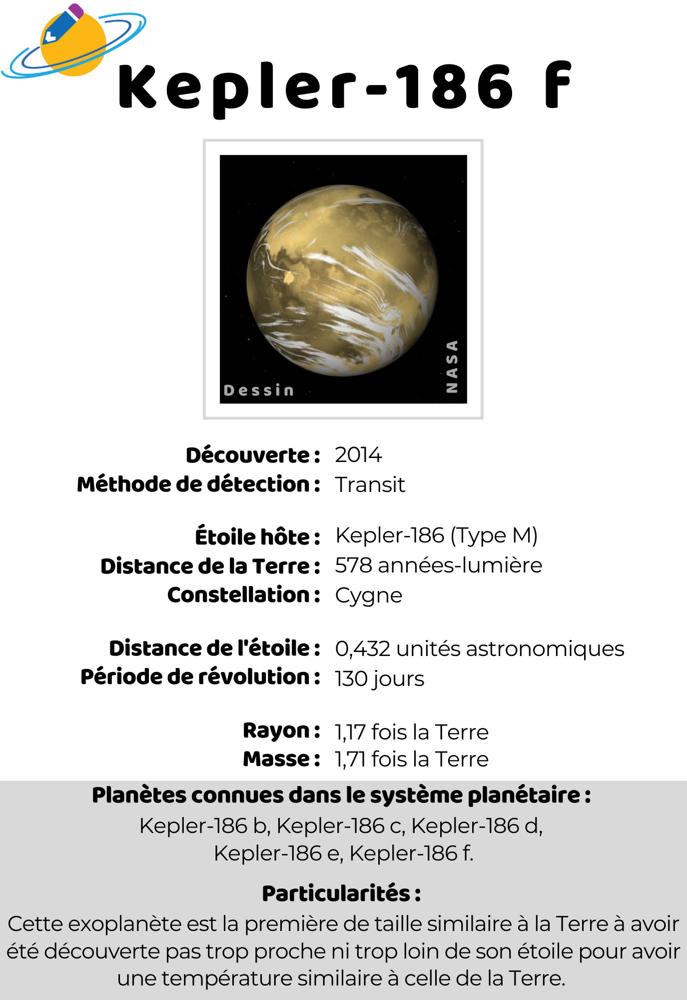 Kepler-186 f
Dessin
NASA
Découverte : 2014
Méthode de détection : Transit
Étoile hôte : Kepler-186 (Type M)
Distance de la Terre : 578 années-lumière
Constellation : Cygne
Distance de l'étoile : 0,432 unités astronomiques
Période de révolution : 130 jours
Rayon : 1,17 fois la Terre
Masse : 1,71 fois la Terre
Planètes connues dans le système planétaire :
Kepler-186 b, Kepler-186 c, Kepler-186 d,
Kepler-186 e, Kepler-186 f.
Particularités :
Cette exoplanète est la première de taille similaire à la Terre à avoir
été découverte pas trop proche ni trop loin de son étoile pour avoir
une température similaire à celle de la Terre.